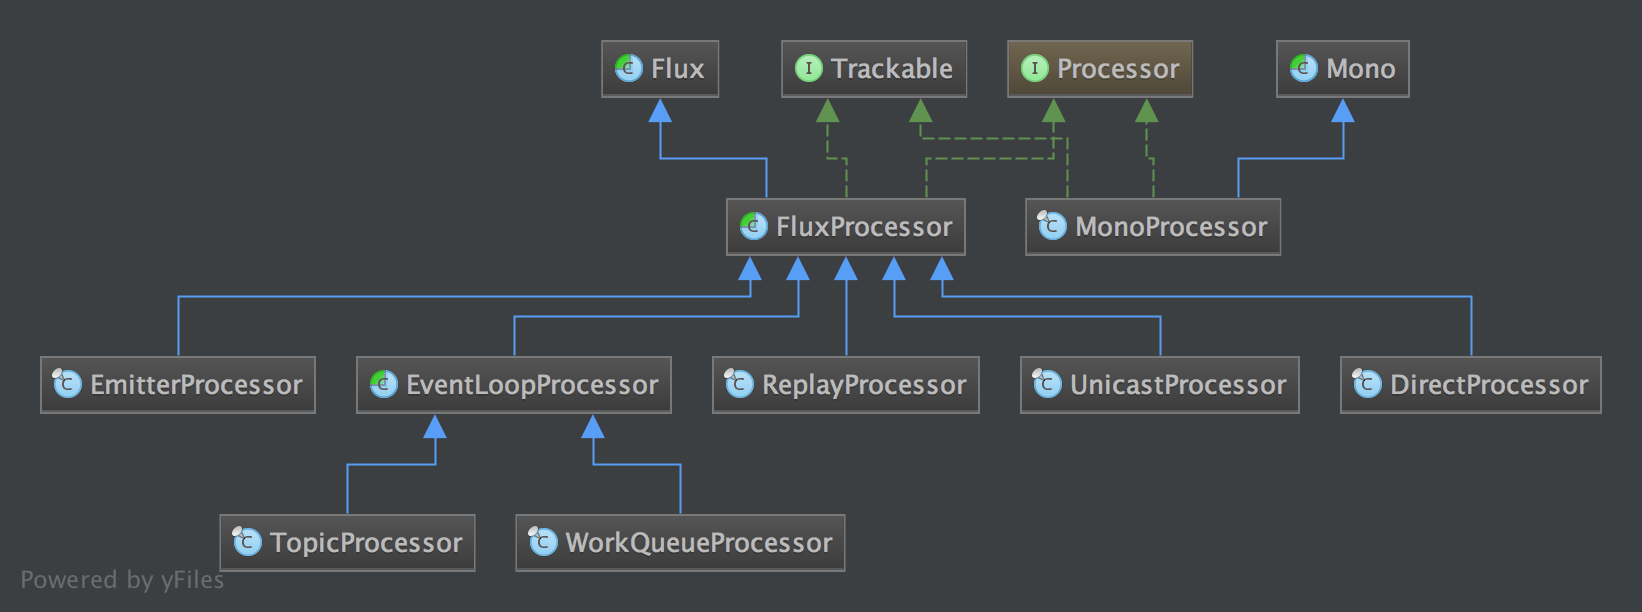 Flux
Trackable
Processor
Mono
FluxProcessor
MonoProcessor
EmitterProcessor
EventLoopProcessor
ReplayProcessor
UnicastProcessor
DirectProcessor
TopicProcessor
WorkQueueProcessor
Powered by yFiles